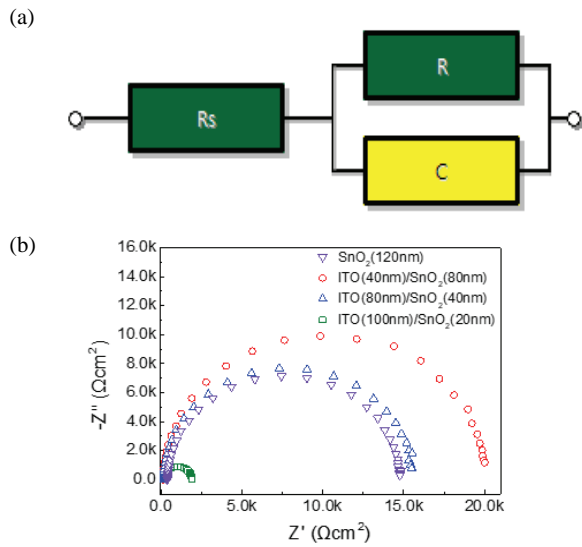 (a)
Rs
R
C
(b)
16.0k
14.0k
12.0k
10.0k
8.0k
6.0k
4.0k
2.0k
0.0
-Z'' (Ωcm²)
SnO₂(120nm)
ITO(40nm)/SnO₂(80nm)
ITO(80nm)/SnO₂(40nm)
ITO(100nm)/SnO₂(20nm)
0.0 5.0k 10.0k 15.0k 20.0k
Z' (Ωcm²)